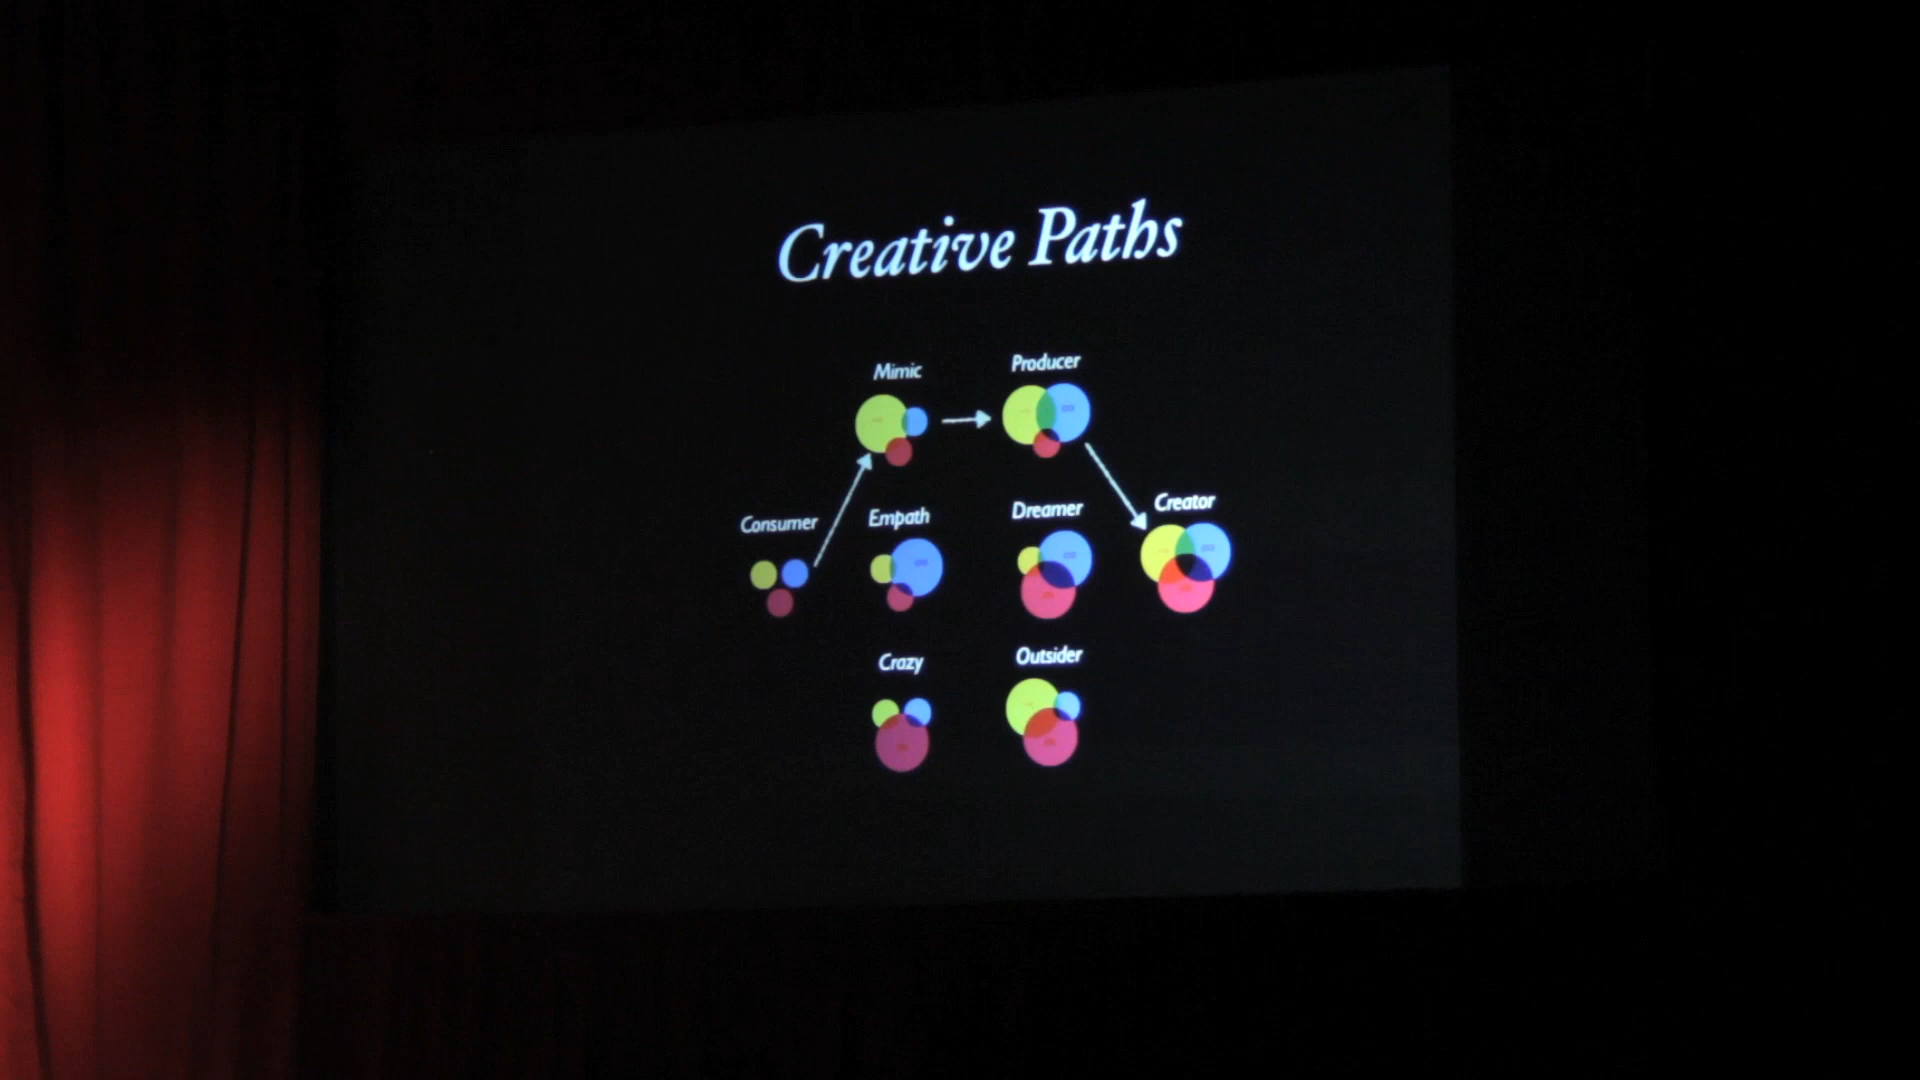 Creative Paths
Mimic
Producer
Consumer
Empath
Dreamer
Creator
Crazy
Outsider